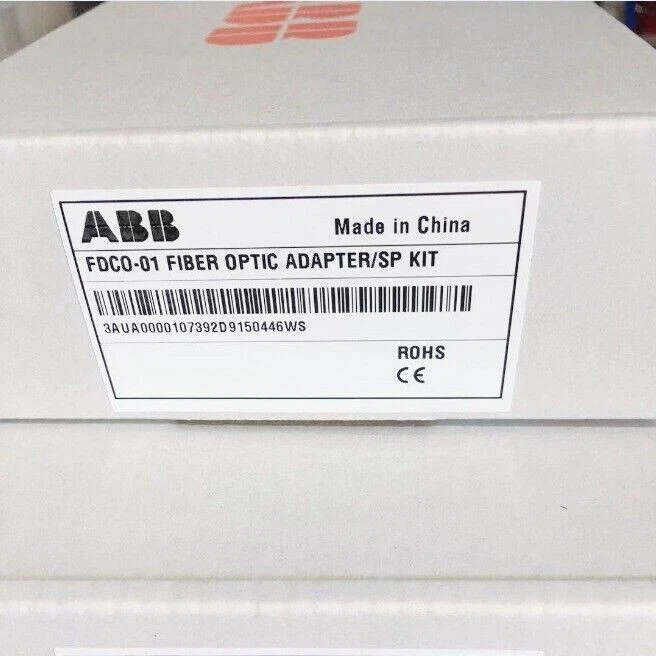 ABB
Made in China
FDCO-01 FIBER OPTIC ADAPTER/SP KIT
3AUA0000107392D9150446WS
ROHS
CE